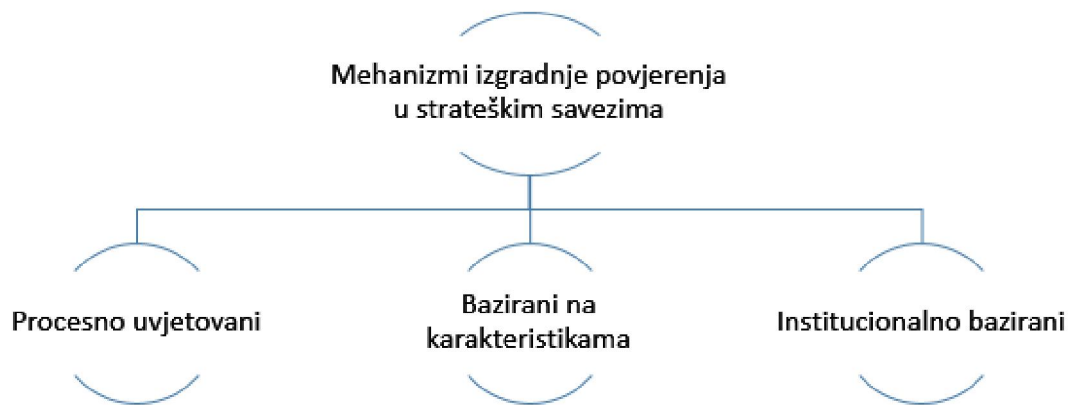 Mehanizmi izgradnje povjerenja
u strateškim savezima
Procesno uvjetovani
Bazirani na
karakteristikama
Institucionalno bazirani